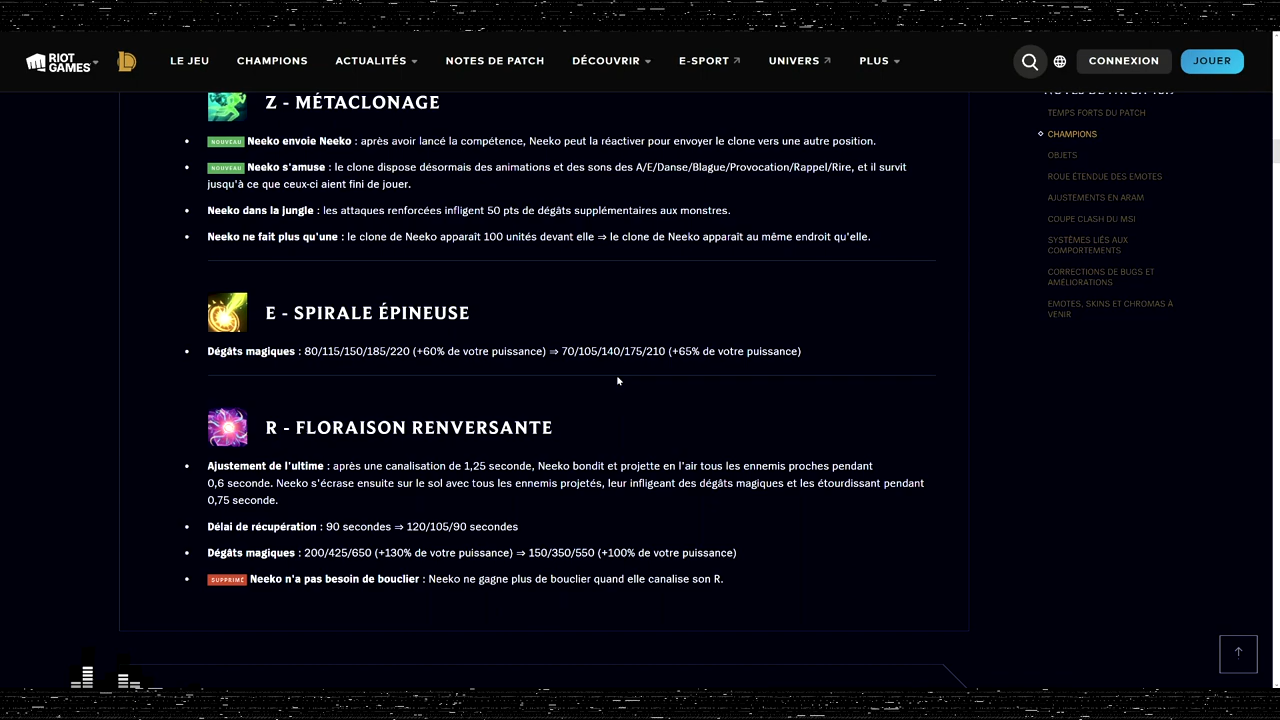 RIOT GAMES
LE JEU
CHAMPIONS
ACTUALITÉS
NOTES DE PATCH
DÉCOUVRIR
E-SPORT
UNIVERS
PLUS
CONNEXION
JOUER
Z - MÉTACLONAGE
NOUVEAU Neeko envoie Neeko : après avoir lancé la compétence, Neeko peut la réactiver pour envoyer le clone vers une autre position.
NOUVEAU Neeko s'amuse : le clone dispose désormais des animations et des sons des A/E/Danse/Blague/Provocation/Rappel/Rire, et il survit
jusqu'à ce que ceux-ci aient fini de jouer.
Neeko dans la jungle : les attaques renforcées infligent 50 pts de dégâts supplémentaires aux monstres.
Neeko ne fait plus qu'une : le clone de Neeko apparaît 100 unités devant elle ⇒ le clone de Neeko apparaît au même endroit qu'elle.
E - SPIRALE ÉPINEUSE
Dégâts magiques : 80/115/150/185/220 (+60% de votre puissance) ⇒ 70/105/140/175/210 (+65% de votre puissance)
R - FLORAISON RENVERSANTE
Ajustement de l'ultime : après une canalisation de 1,25 seconde, Neeko bondit et projette en l'air tous les ennemis proches pendant
0,6 seconde. Neeko s'écrase ensuite sur le sol avec tous les ennemis projetés, leur infligeant des dégâts magiques et les étourdissant pendant
0,75 seconde.
Délai de récupération : 90 secondes ⇒ 120/105/90 secondes
Dégâts magiques : 200/425/650 (+130% de votre puissance) ⇒ 150/350/550 (+100% de votre puissance)
SUPPRIMÉ Neeko n'a pas besoin de bouclier : Neeko ne gagne plus de bouclier quand elle canalise son R.
TEMPS FORTS DU PATCH
CHAMPIONS
OBJETS
ROUE ÉTENDUE DES EMOTES
AJUSTEMENTS EN ARAM
COUPE CLASH DU MSI
SYSTÈMES LIÉS AUX
COMPORTEMENTS
CORRECTIONS DE BUGS ET
AMÉLIORATIONS
EMOTES, SKINS ET CHROMAS À
VENIR